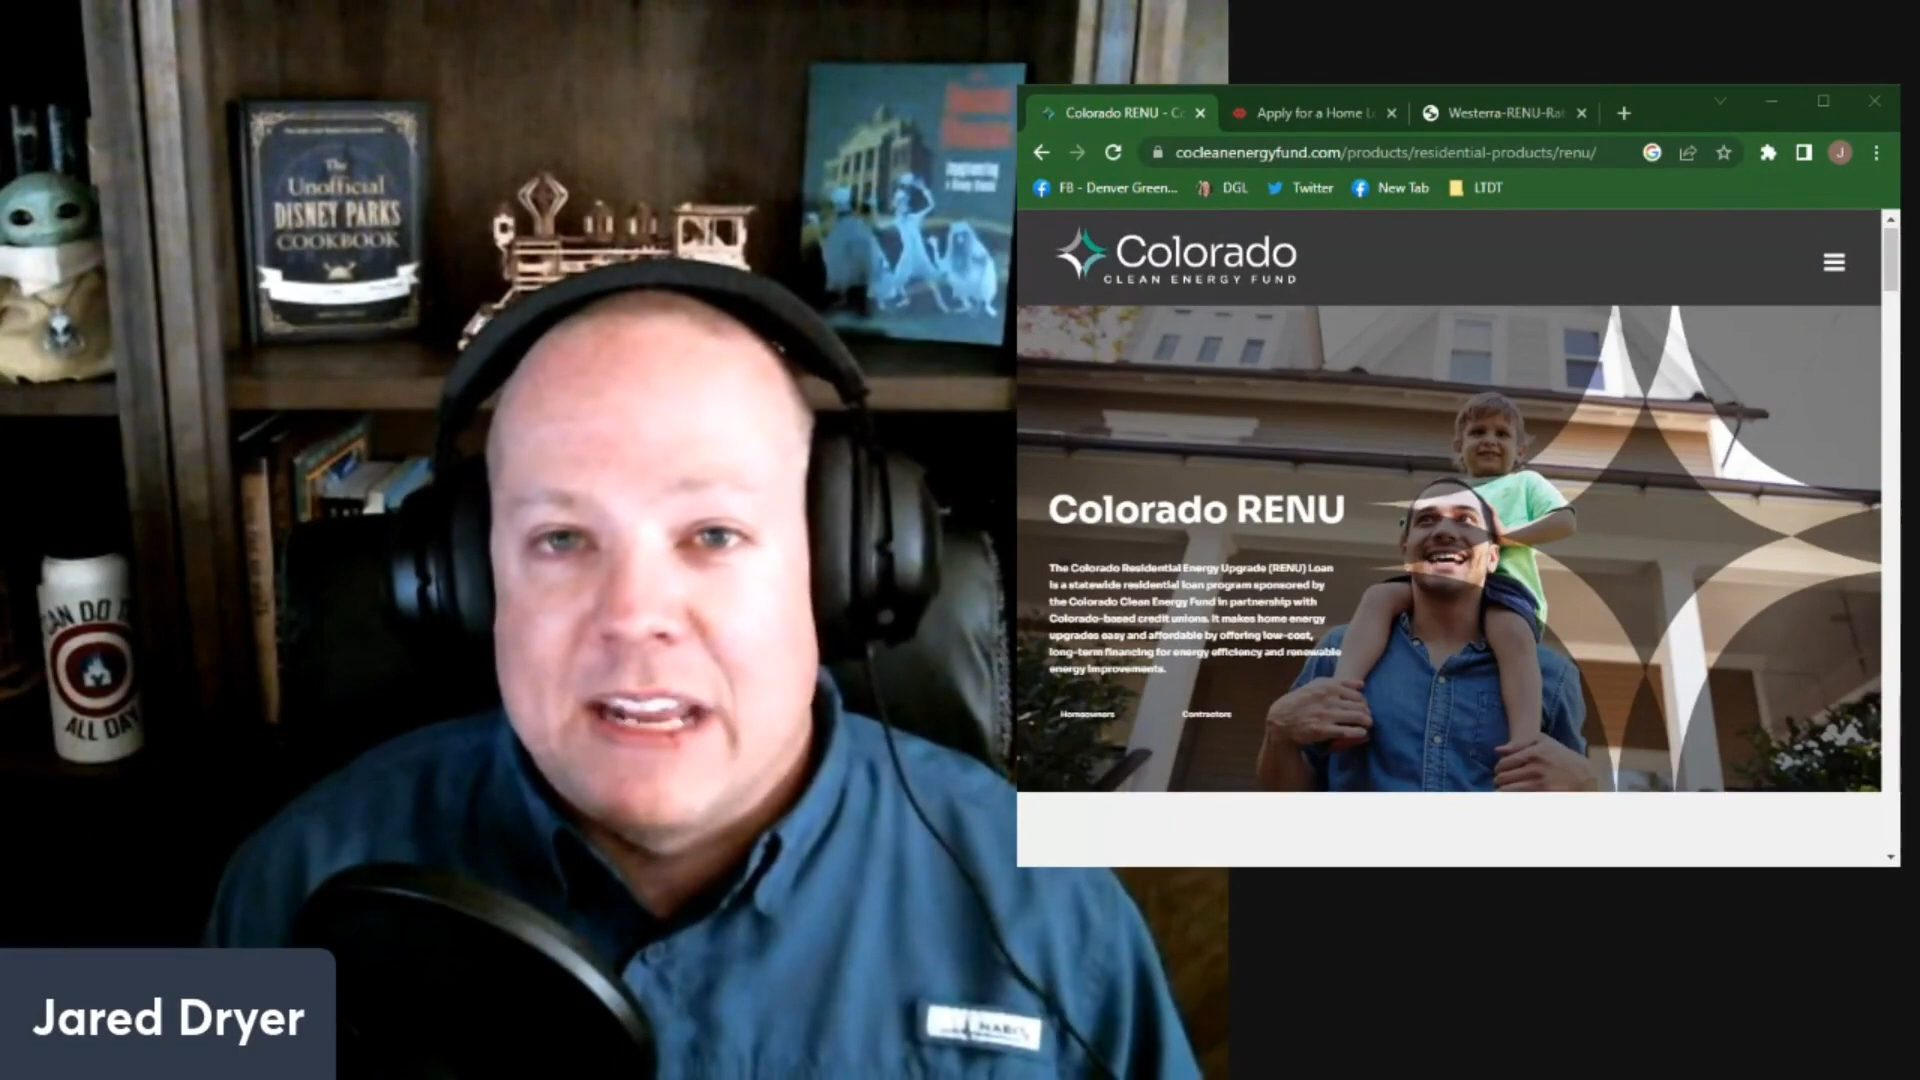 The
Unofficial
DISNEY PARKS
COOKBOOK
CAN DO T
ALL DAY
HABIT
Jared Dryer
Colorado RENU - Co
Apply for a Home Lo
Westerra-RENU-Rat
cocleanenergyfund.com/products/residential-products/renu/
J
FB - Denver Green...
DGL
Twitter
New Tab
LTDT
Colorado
CLEAN ENERGY FUND
Colorado RENU
The Colorado Residential Energy Upgrade (RENU) Loan
is a statewide residential loan program sponsored by
the Colorado Clean Energy Fund in partnership with
Colorado-based credit unions. It makes home energy
upgrades easy and affordable by offering low-cost,
long-term financing for energy efficiency and renewable
energy improvements.
Homeowners
Contractors